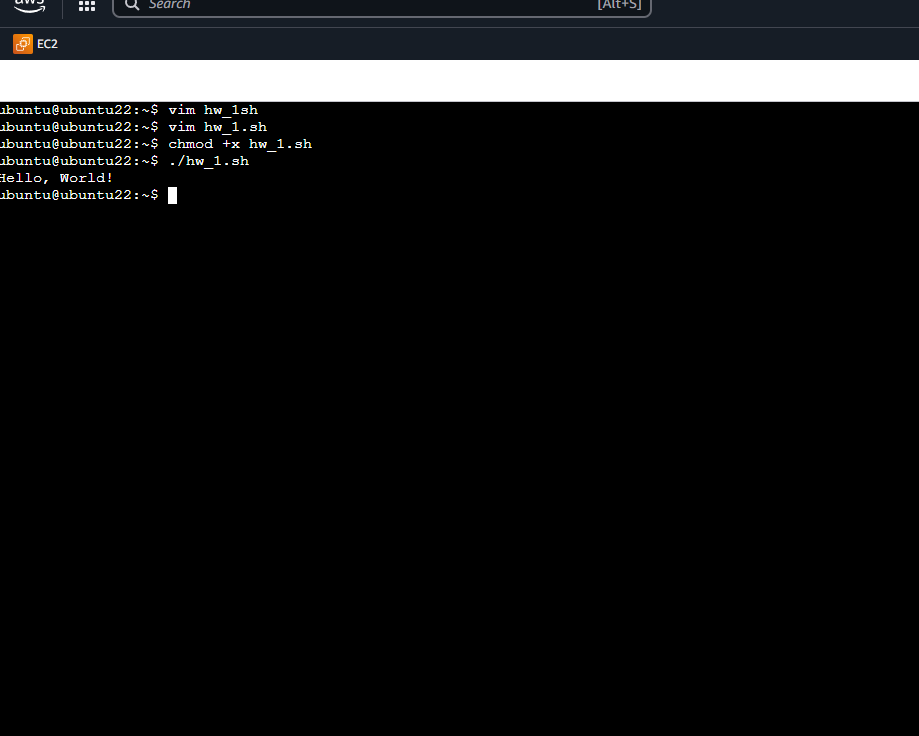 aws
Search
[Alt+S]
EC2
ubuntu@ubuntu22:~$ vim hw_1sh
ubuntu@ubuntu22:~$ vim hw_1.sh
ubuntu@ubuntu22:~$ chmod +x hw_1.sh
ubuntu@ubuntu22:~$ ./hw_1.sh
Hello, World!
ubuntu@ubuntu22:~$